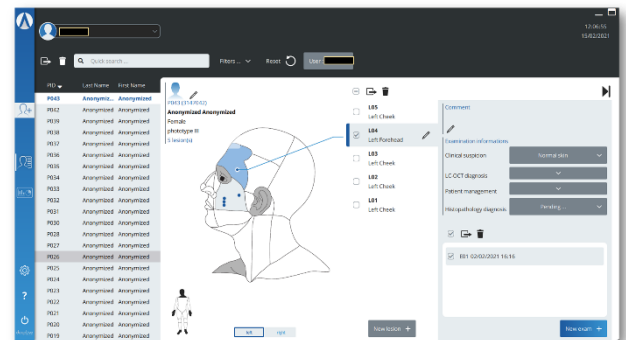 12:06:55
15/02/2021
Quick search ...
Filters ...
Reset
User
PID
Last Name
First Name
P043 Anonymiz... Anonymized
P042 Anonymized Anonymized
P039 Anonymized Anonymized
P038 Anonymized Anonymized
P037 Anonymized Anonymized
P036 Anonymized Anonymized
P035 Anonymized Anonymized
P034 Anonymized Anonymized
P033 Anonymized Anonymized
P032 Anonymized Anonymized
P031 Anonymized Anonymized
P030 Anonymized Anonymized
P028 Anonymized Anonymized
P027 Anonymized Anonymized
P026 Anonymized Anonymized
P025 Anonymized Anonymized
P024 Anonymized Anonymized
P023 Anonymized Anonymized
P022 Anonymized Anonymized
P021 Anonymized Anonymized
P020 Anonymized Anonymized
P019 Anonymized Anonymized
Anonymized Anonymized
Female
phototype III
5 lesion(s)
L05
Left Cheek
L04
Left Forehead
L03
Left Cheek
L02
Left Cheek
L01
Left Cheek
New lesion +
Comment
Examination informations
Clinical suspicion
Normal skin
LC-OCT diagnosis
Patient management
Histopathology diagnosis
Pending...
E01 02/02/2021 16:16
New exam +